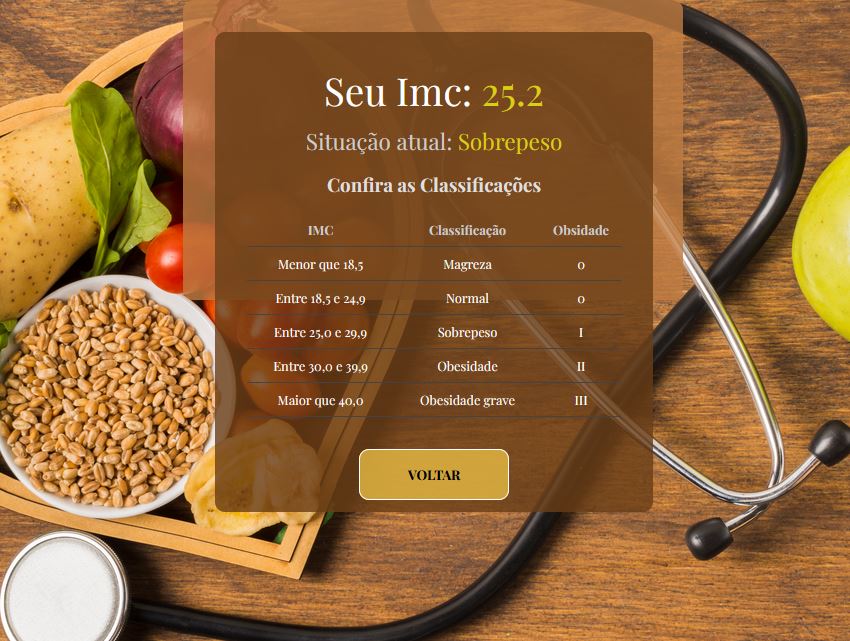 Seu Imc: 25.2
Situação atual: Sobrepeso
Confira as Classificações
IMC Classificação Obsidade
Menor que 18,5 Magreza 0
Entre 18,5 e 24,9 Normal 0
Entre 25,0 e 29,9 Sobrepeso I
Entre 30,0 e 39,9 Obesidade II
Maior que 40,0 Obesidade grave III
VOLTAR